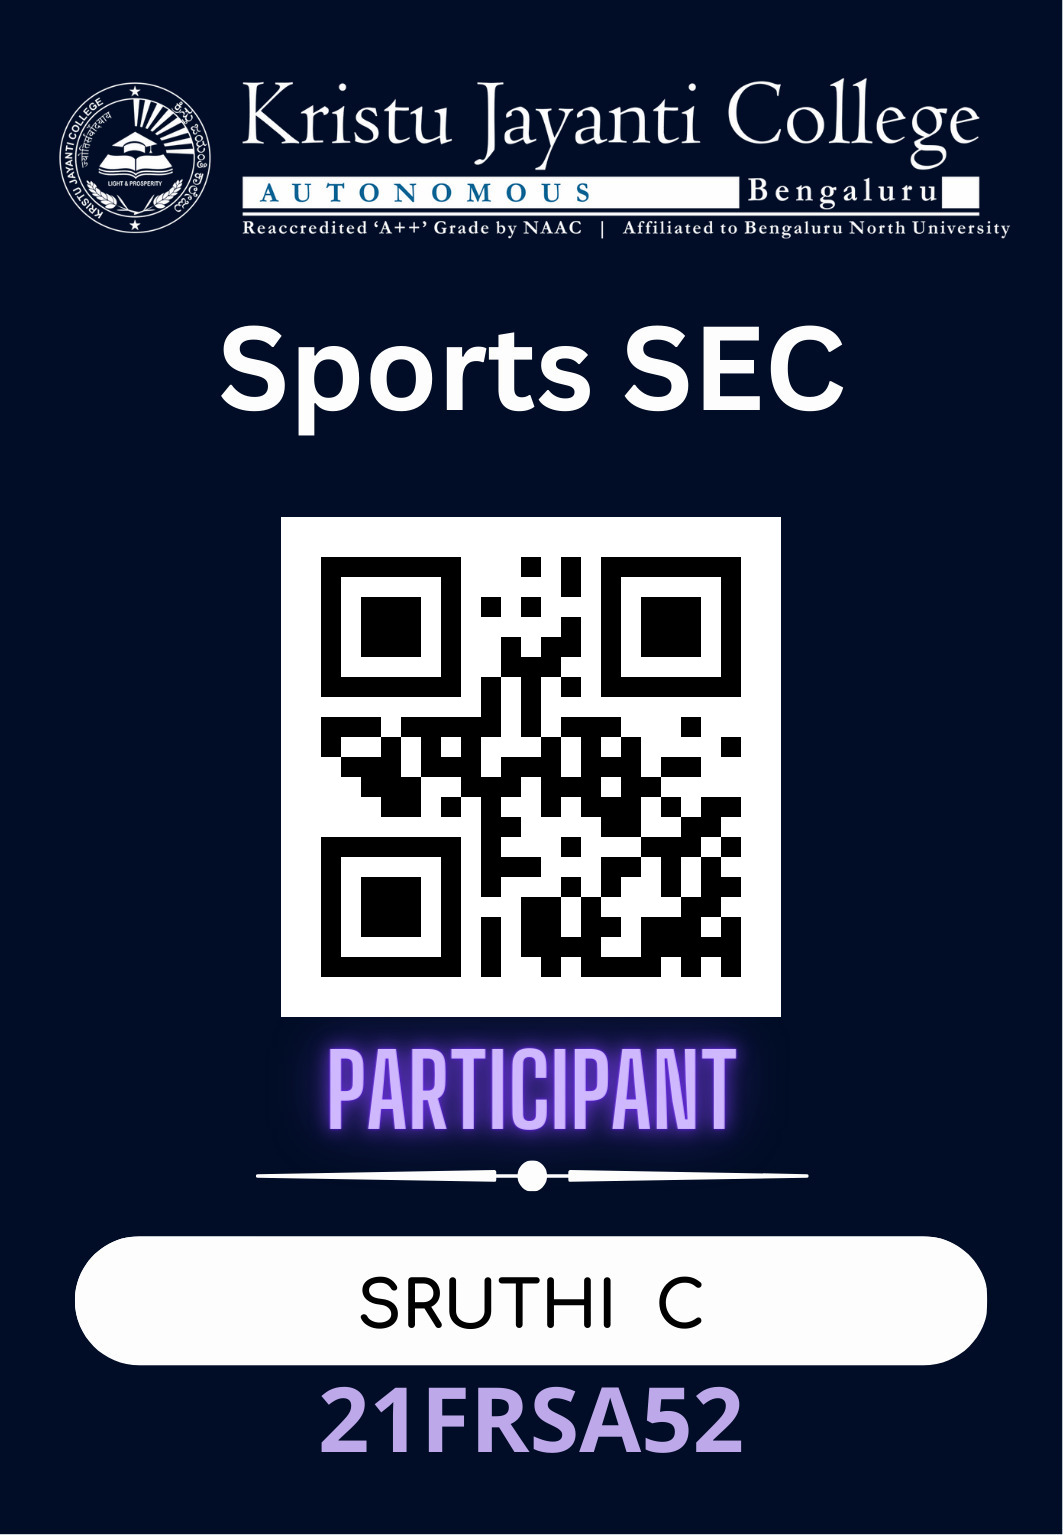 Kristu Jayanti College
AUTONOMOUS Bengaluru
Reaccredited ‘A++’ Grade by NAAC | Affiliated to Bengaluru North University
KRISTU JAYANTI COLLEGE
LIGHT & PROSPERITY
Sports SEC
PARTICIPANT
SRUTHI C
21FRSA52